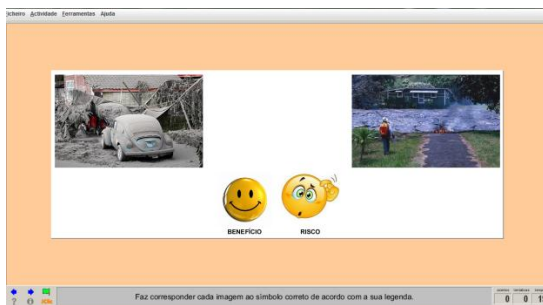 Ficheiro Actividade Ferramentas Ajuda
BENEFÍCIO RISCO
Faz corresponder cada imagem ao símbolo correto de acordo com a sua legenda.
0 0